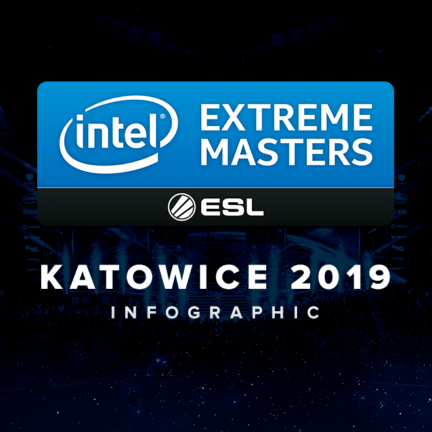 intel® EXTREME
MASTERS
ESL
KATOWICE 2019
INFOGRAPHIC